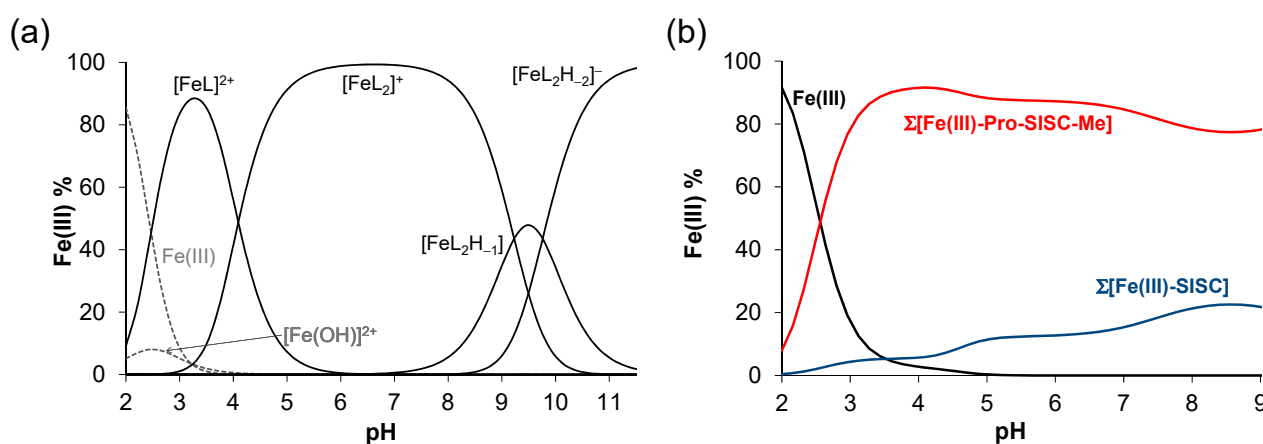 (a)
Fe(III) %
100
80
60
40
20
0
[FeL]²⁺
[FeL₂]⁺
[FeL₂H₋₂]⁻
[FeL₂H₋₁]
Fe(III)
[Fe(OH)]²⁺
2 3 4 5 6 7 8 9 10 11
pH
(b)
Fe(III) %
100
80
60
40
20
0
Fe(III)
Σ[Fe(III)-Pro-SISC-Me]
Σ[Fe(III)-SISC]
2 3 4 5 6 7 8 9
pH